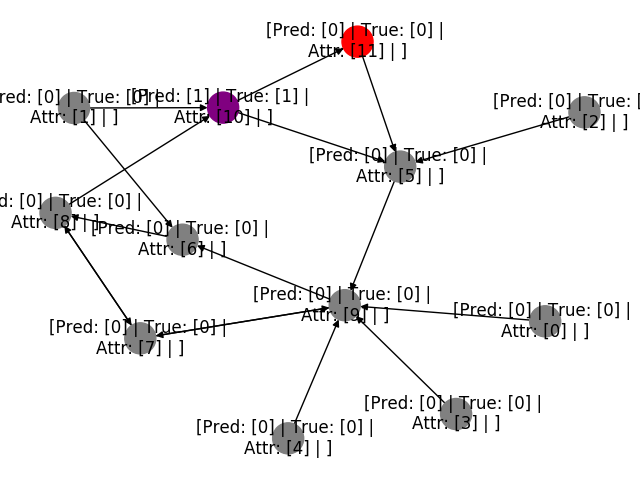 [Pred: [0] | True: [0] |
Attr: [11] | ]
red: [0] | True: [0] |
Attr: [1] | ]
[Pred: [1] | True: [1] |
Attr: [10] | ]
[Pred: [0] | True: [
Attr: [2] | ]
[Pred: [0] | True: [0] |
Attr: [5] | ]
d: [0] | True: [0] |
Attr: [8] | ]
[Pred: [0] | True: [0] |
Attr: [6] | ]
[Pred: [0] | True: [0] |
Attr: [9] | ]
[Pred: [0] | True: [0] |
Attr: [0] | ]
[Pred: [0] | True: [0] |
Attr: [7] | ]
[Pred: [0] | True: [0] |
Attr: [3] | ]
[Pred: [0] | True: [0] |
Attr: [4] | ]